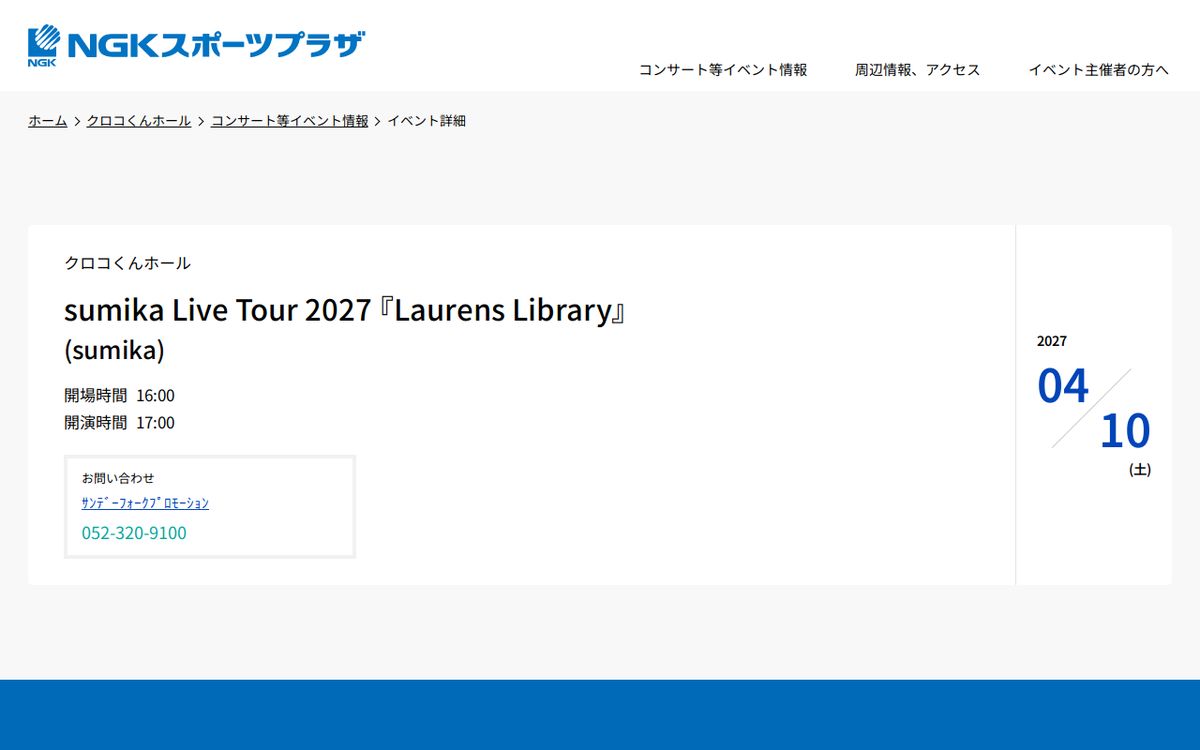 NGK
NGKスポーツプラザ
コンサート等イベント情報 周辺情報、アクセス イベント主催者の方へ
ホーム > クロコくんホール > コンサート等イベント情報 > イベント詳細
クロコくんホール
sumika Live Tour 2027『Laurens Library』
(sumika)
開場時間 16:00
開演時間 17:00
お問い合わせ
ｻﾝﾃﾞｰﾌｫｰｸﾌﾟﾛﾓｰｼｮﾝ
052-320-9100
2027
04
10
(土)